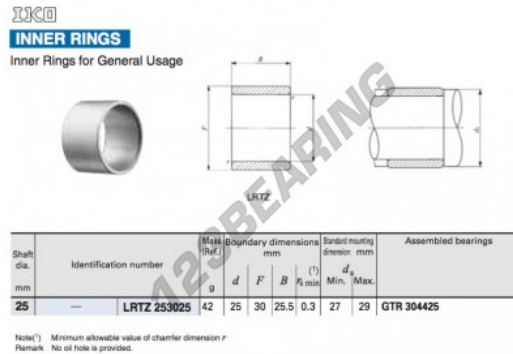 IKO
INNER RINGS
Inner Rings for General Usage
B
F
d
r
r
dₐ
LRTZ
123BEARING
Shaft dia. mm
Identification number
Mass (Ref.) g
Boundary dimensions mm
d F B rₛ min (1)
Standard mounting dimension mm
dₐ
Min. Max.
Assembled bearings
25 — LRTZ 253025 42 25 30 25.5 0.3 27 29 GTR 304425
Note(1) Minimum allowable value of chamfer dimension r
Remark No oil hole is provided.